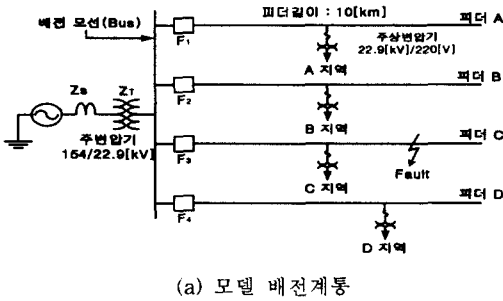 배전 모선(Bus)
피더길이 : 10[km]
피더 A
F₁
주상변압기
22.9[kV]/220[V]
A 지역
피더 B
Zs
ZT
F₂
B 지역
주변압기
154/22.9[kV]
피더 C
F₃
C 지역
Fault
피더 D
F₄
D 지역
(a) 모델 배전계통